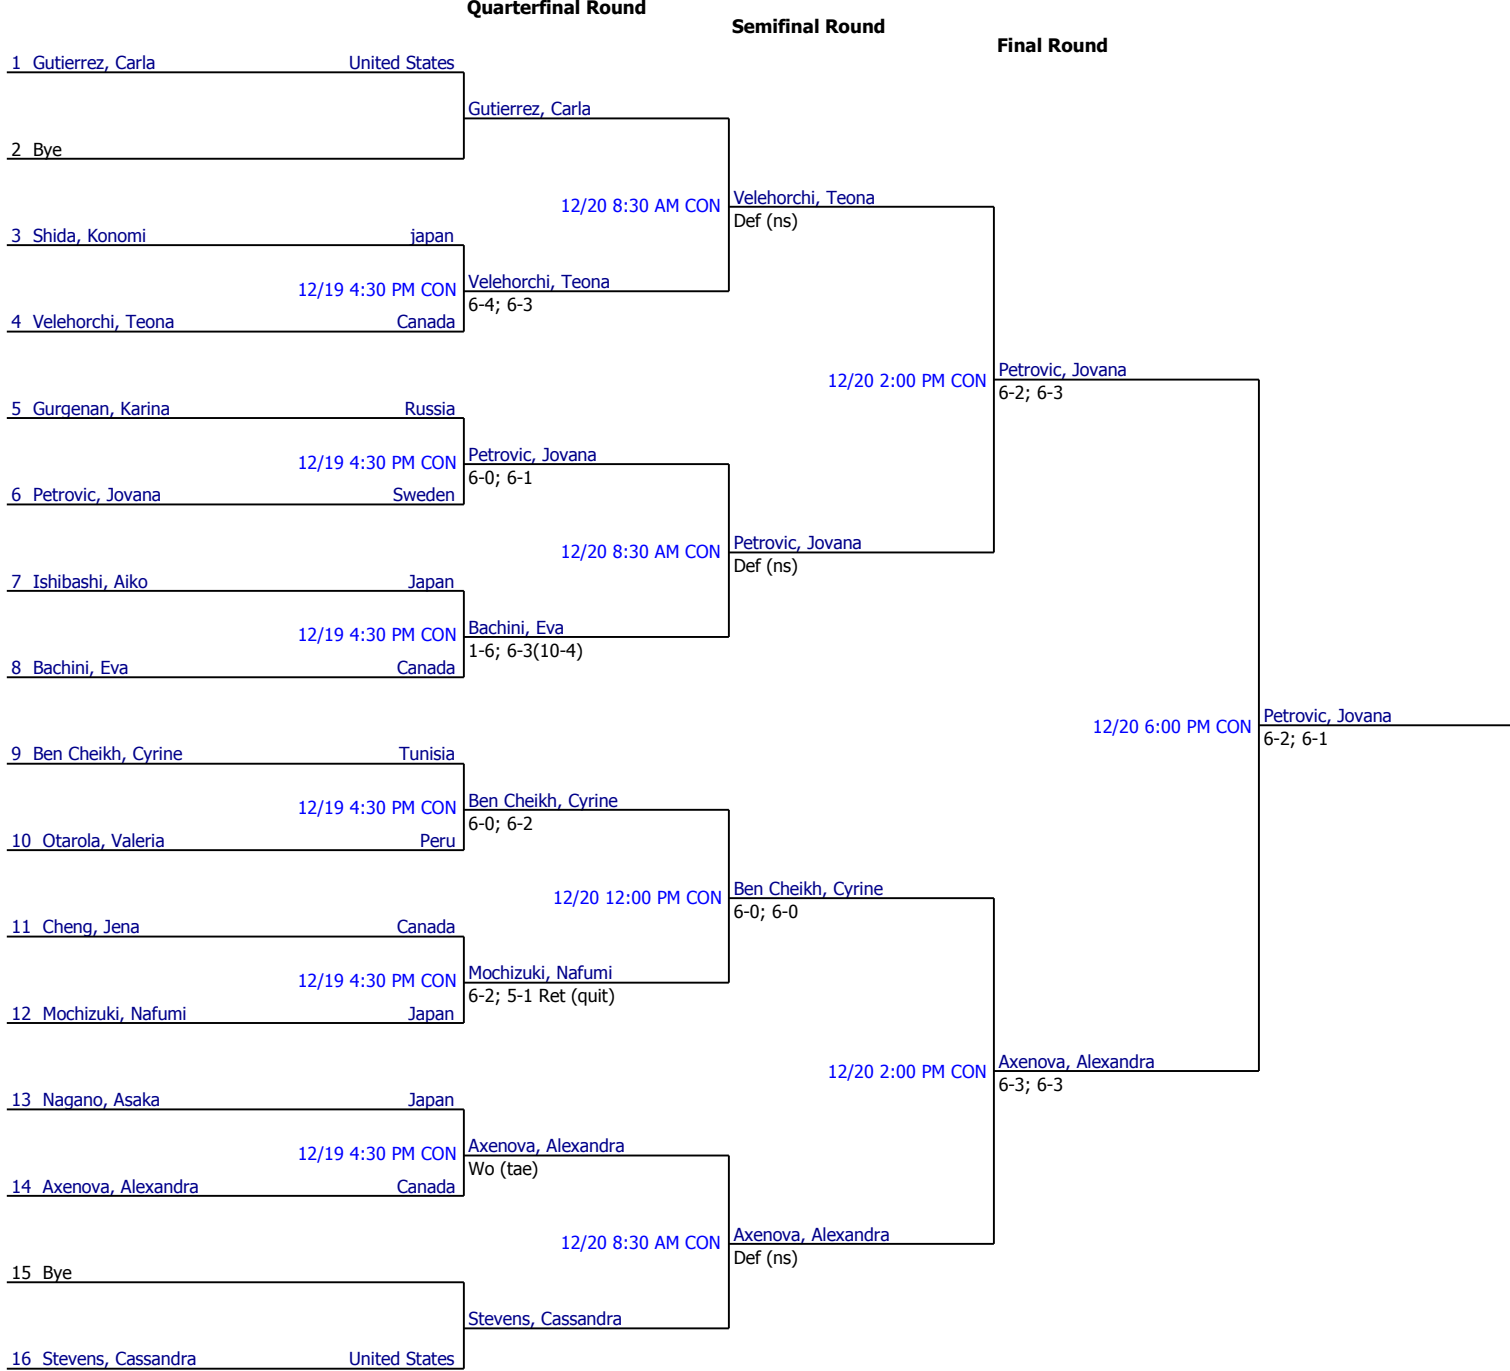 Quarterfinal Round
Semifinal Round
Final Round
1 Gutierrez, Carla United States
Gutierrez, Carla
2 Bye
12/20 8:30 AM CON Velehorchi, Teona
Def (ns)
3 Shida, Konomi japan
12/19 4:30 PM CON Velehorchi, Teona
6-4; 6-3
4 Velehorchi, Teona Canada
12/20 2:00 PM CON Petrovic, Jovana
6-2; 6-3
5 Gurgenan, Karina Russia
12/19 4:30 PM CON Petrovic, Jovana
6-0; 6-1
6 Petrovic, Jovana Sweden
12/20 8:30 AM CON Petrovic, Jovana
Def (ns)
7 Ishibashi, Aiko Japan
12/19 4:30 PM CON Bachini, Eva
1-6; 6-3(10-4)
8 Bachini, Eva Canada
12/20 6:00 PM CON Petrovic, Jovana
6-2; 6-1
9 Ben Cheikh, Cyrine Tunisia
12/19 4:30 PM CON Ben Cheikh, Cyrine
6-0; 6-2
10 Otarola, Valeria Peru
12/20 12:00 PM CON Ben Cheikh, Cyrine
6-0; 6-0
11 Cheng, Jena Canada
12/19 4:30 PM CON Mochizuki, Nafumi
6-2; 5-1 Ret (quit)
12 Mochizuki, Nafumi Japan
12/20 2:00 PM CON Axenova, Alexandra
6-3; 6-3
13 Nagano, Asaka Japan
12/19 4:30 PM CON Axenova, Alexandra
Wo (tae)
14 Axenova, Alexandra Canada
12/20 8:30 AM CON Axenova, Alexandra
Def (ns)
15 Bye
Stevens, Cassandra
16 Stevens, Cassandra United States